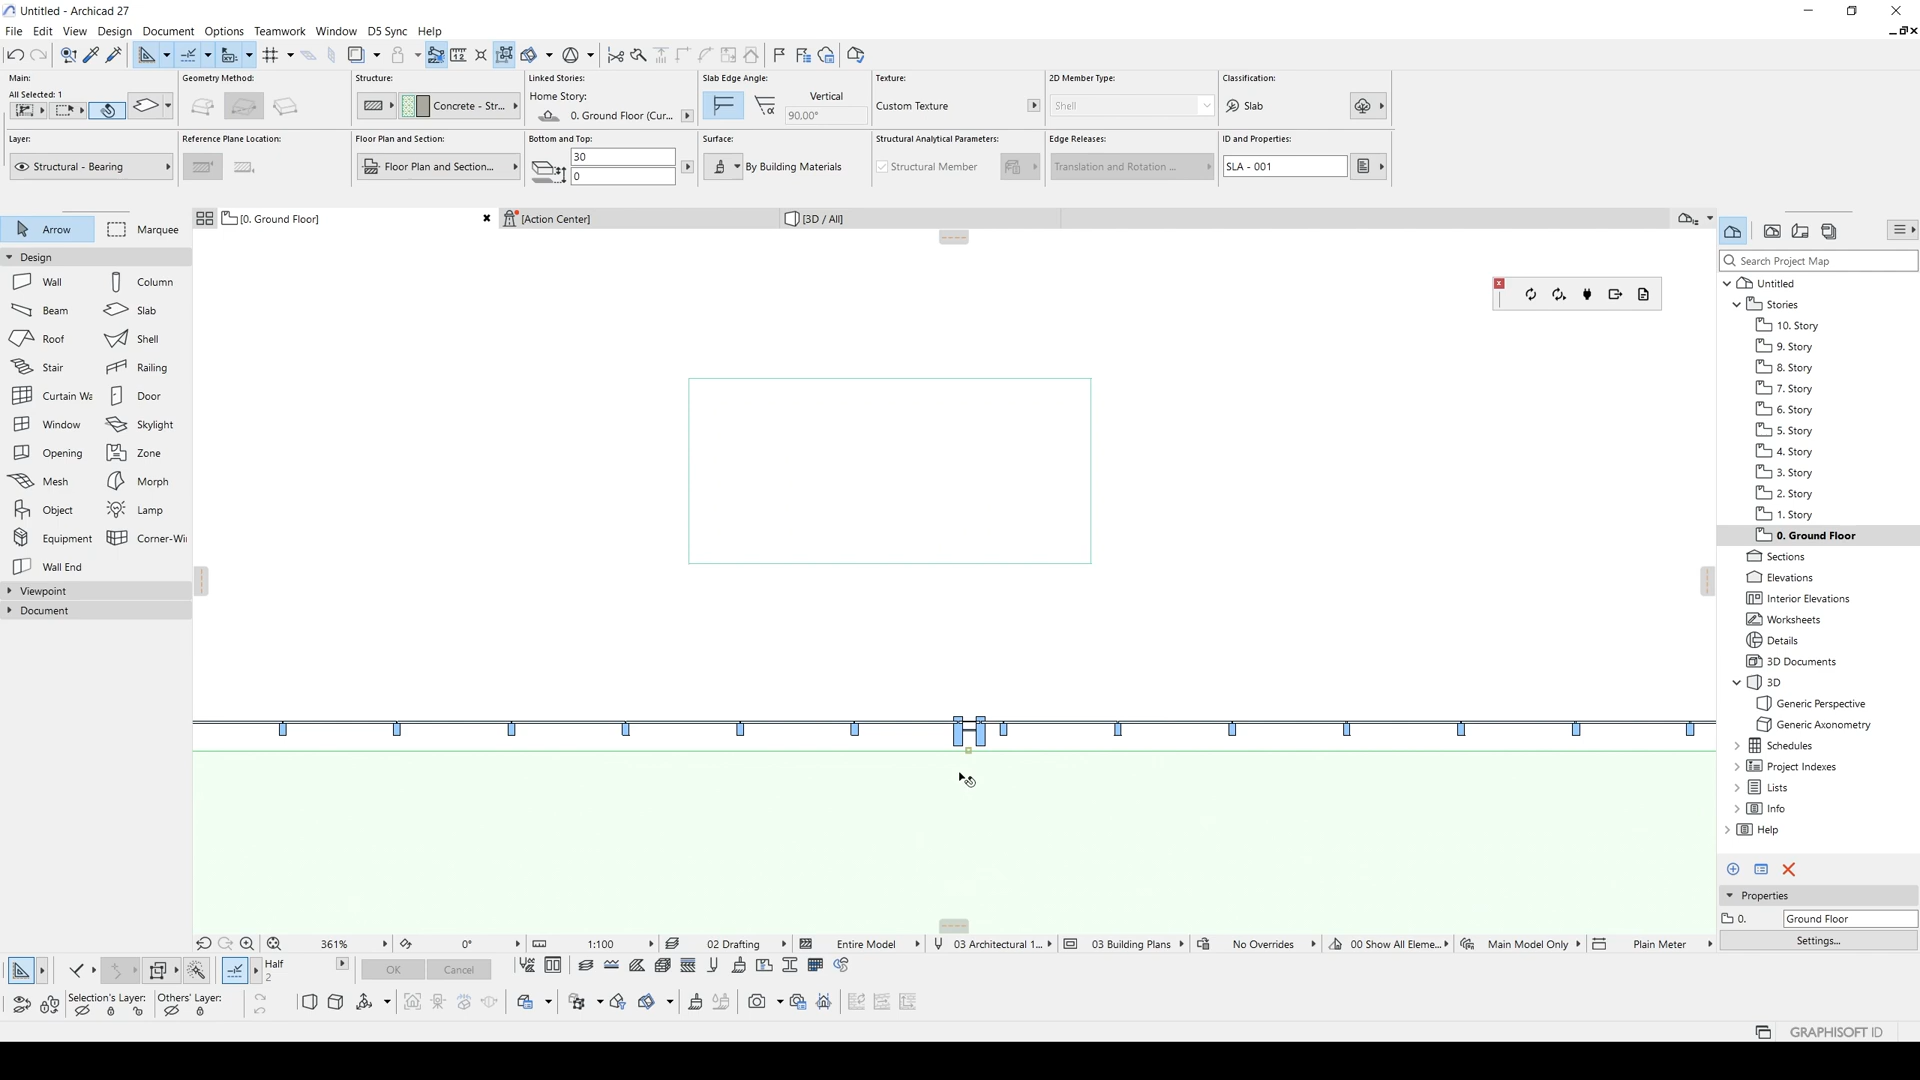 Untitled - Archicad 27
File Edit View Design Document Options Teamwork Window D5 Sync Help
Main: Geometry Method: Structure: Linked Stories: Slab Edge Angle: Texture: 2D Member Type: Classification:
All Selected: 1
Home Story: Vertical
Concrete - Str... 0. Ground Floor (Cur... 90,00° Custom Texture Shell Slab
Layer: Reference Plane Location: Floor Plan and Section: Bottom and Top: Surface: Structural Analytical Parameters: Edge Releases: ID and Properties:
30
Structural - Bearing Floor Plan and Section... By Building Materials Structural Member Translation and Rotation ... SLA - 001
0
[0. Ground Floor] [Action Center] [3D / All]
Arrow Marquee
Design
Wall Column
Beam Slab
Roof Shell
Stair Railing
Curtain Wa Door
Window Skylight
Opening Zone
Mesh Morph
Object Lamp
Equipment Corner-Wi
Wall End
Viewpoint
Document
Search Project Map
Untitled
Stories
10. Story
9. Story
8. Story
7. Story
6. Story
5. Story
4. Story
3. Story
2. Story
1. Story
0. Ground Floor
Sections
Elevations
Interior Elevations
Worksheets
Details
3D Documents
3D
Generic Perspective
Generic Axonometry
Schedules
Project Indexes
Lists
Info
Help
Properties
0. Ground Floor
Settings...
361% 0° 1:100 02 Drafting Entire Model 03 Architectural 1... 03 Building Plans No Overrides 00 Show All Eleme... Main Model Only Plain Meter
Half
2
OK Cancel
Selection's Layer: Others' Layer:
GRAPHISOFT ID